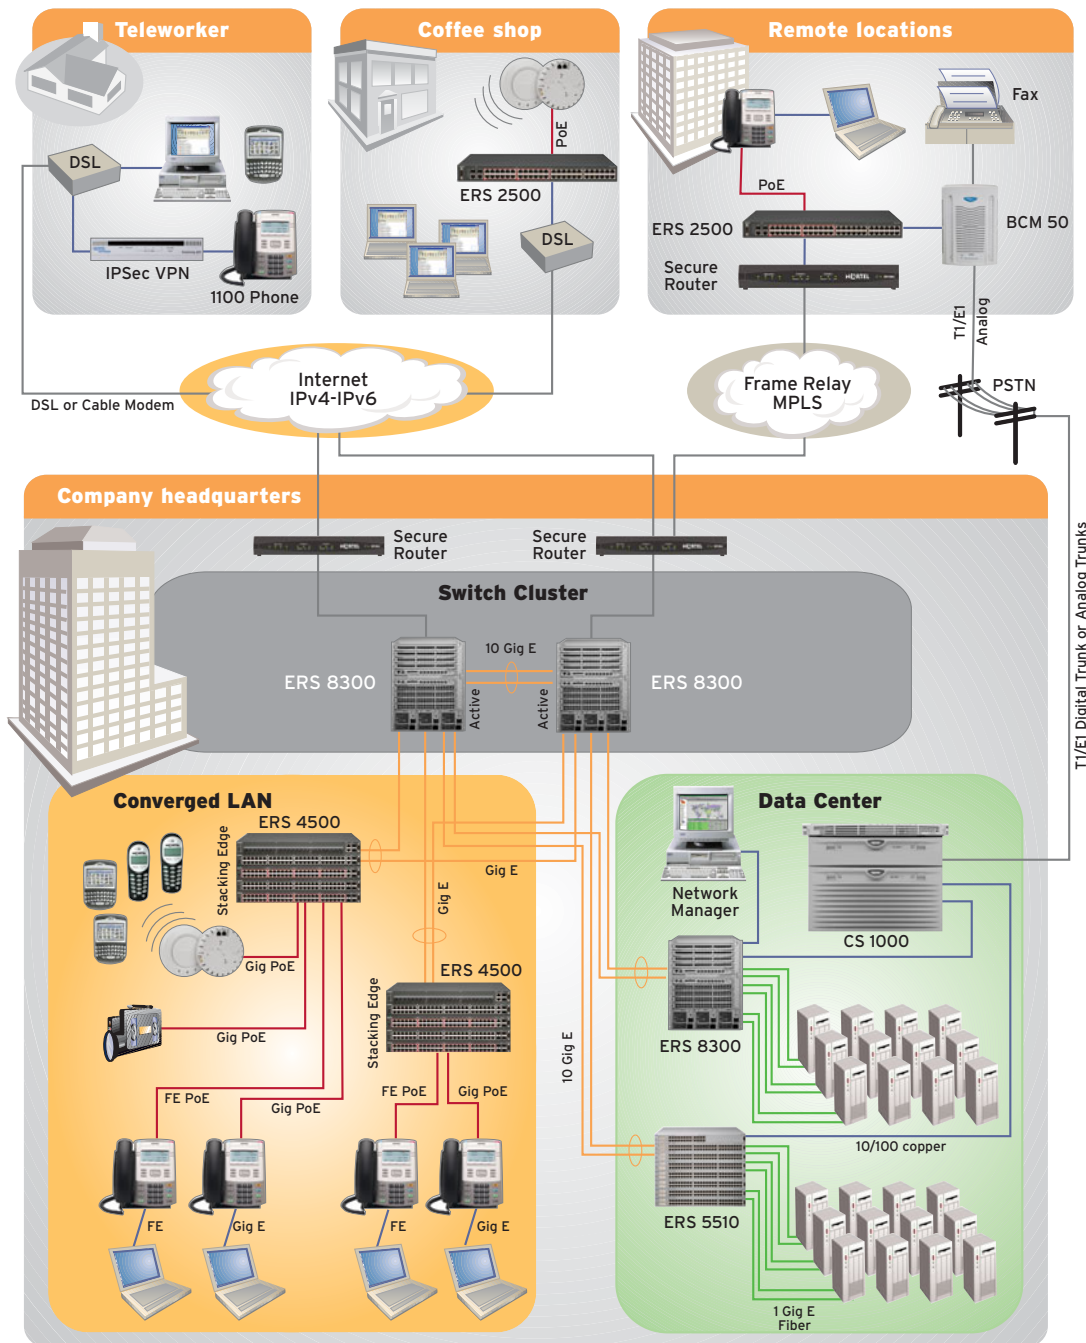 Teleworker
Coffee shop
Remote locations
DSL
IPSec VPN
1100 Phone
PoE
ERS 2500
DSL
Fax
PoE
ERS 2500
BCM 50
Secure
Router
NORTEL
T1/E1
Analog
Internet
IPv4-IPv6
DSL or Cable Modem
Frame Relay
MPLS
PSTN
T1/E1 Digital Trunk or Analog Trunks
Company headquarters
Secure
Router
NORTEL
Secure
Router
NORTEL
Switch Cluster
ERS 8300
10 Gig E
Active
Active
ERS 8300
Converged LAN
ERS 4500
Stacking Edge
Gig E
Gig E
Gig PoE
Gig PoE
ERS 4500
Stacking Edge
FE PoE
Gig PoE
FE PoE
Gig PoE
FE
Gig E
FE
Gig E
10 Gig E
Data Center
Network
Manager
CS 1000
ERS 8300
10/100 copper
ERS 5510
1 Gig E
Fiber